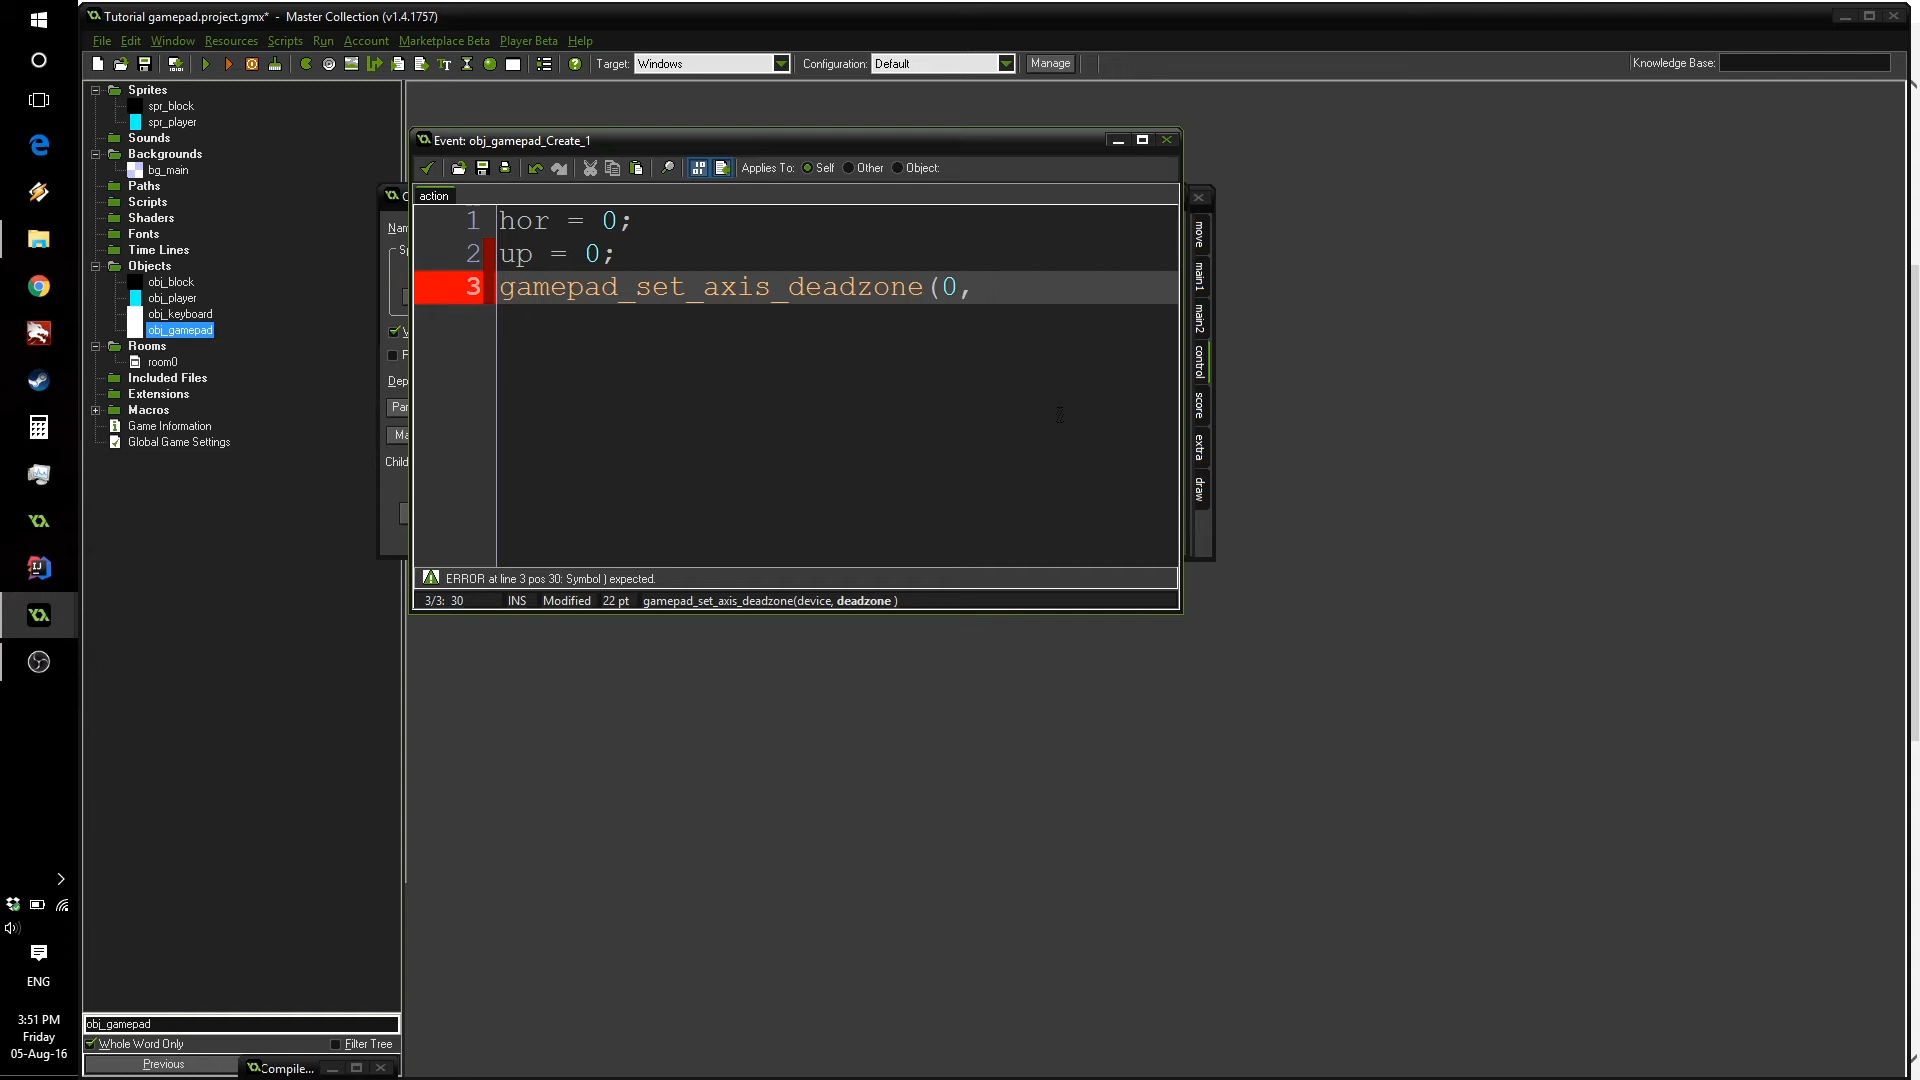 Tutorial gamepad.project.gmx* - Master Collection (v1.4.1757)
File Edit Window Resources Scripts Run Account Marketplace Beta Player Beta Help
Target: Windows Configuration: Default Manage Knowledge Base:
Sprites
spr_block
spr_player
Sounds
Backgrounds
bg_main
Paths
Scripts
Shaders
Fonts
Time Lines
Objects
obj_block
obj_player
obj_keyboard
obj_gamepad
Rooms
room0
Included Files
Extensions
Macros
Game Information
Global Game Settings
Event: obj_gamepad_Create_1
Applies To: Self Other Object:
action
1 hor = 0;
2 up = 0;
3 gamepad_set_axis_deadzone(0,
ERROR at line 3 pos 30: Symbol ) expected.
3/3: 30 INS Modified 22 pt gamepad_set_axis_deadzone(device, deadzone )
move
main1
main2
control
score
extra
draw
obj_gamepad
Whole Word Only Filter Tree
Previous
Compile...
ENG
3:51 PM
Friday
05-Aug-16